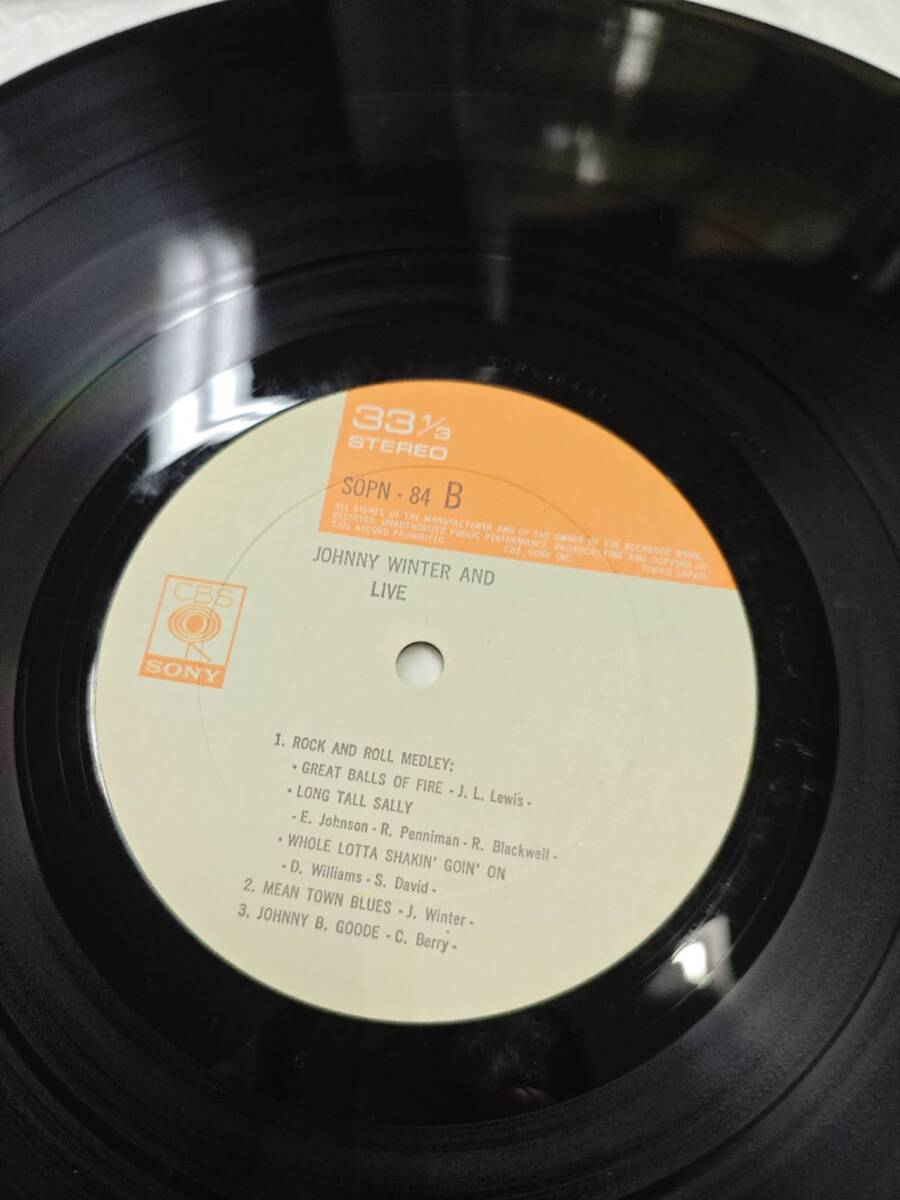 33 1/3
STEREO
SOPN - 84 B
ALL RIGHTS OF THE MANUFACTURER AND OF THE OWNER OF THE RECORDED WORK
RESERVED. UNAUTHORIZED PUBLIC PERFORMANCE, BROADCASTING AND COPYING OF
THIS RECORD PROHIBITED. CBS/SONY INC. TOKYO JAPAN
JOHNNY WINTER AND
LIVE
CBS
SONY
1. ROCK AND ROLL MEDLEY:
• GREAT BALLS OF FIRE - J. L. Lewis -
• LONG TALL SALLY
- E. Johnson - R. Penniman - R. Blackwell -
• WHOLE LOTTA SHAKIN' GOIN' ON
- D. Williams - S. David -
2. MEAN TOWN BLUES - J. Winter -
3. JOHNNY B. GOODE - C. Berry -